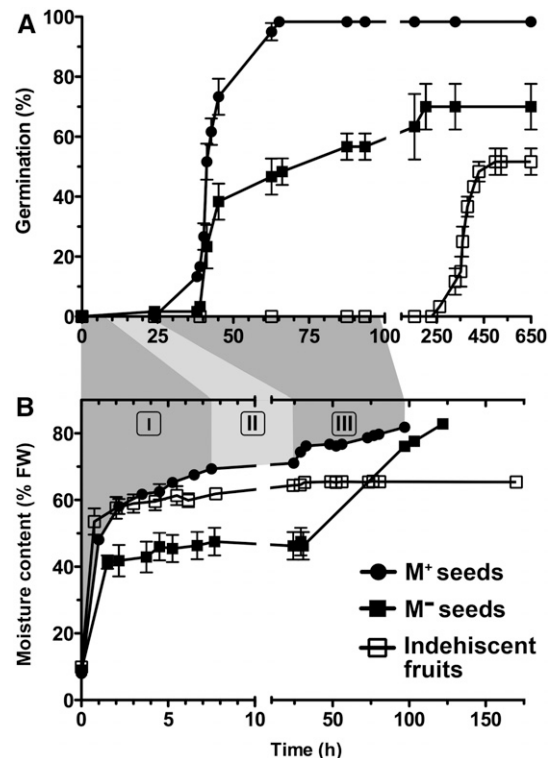 A
Germination (%)
100
80
60
40
20
0
0 25 50 75 100 250 450 650
B
Moisture content (% FW)
I II III
80
60
40
20
0
M⁺ seeds
M⁻ seeds
Indehiscent
fruits
0 5 10 50 100 150
Time (h)